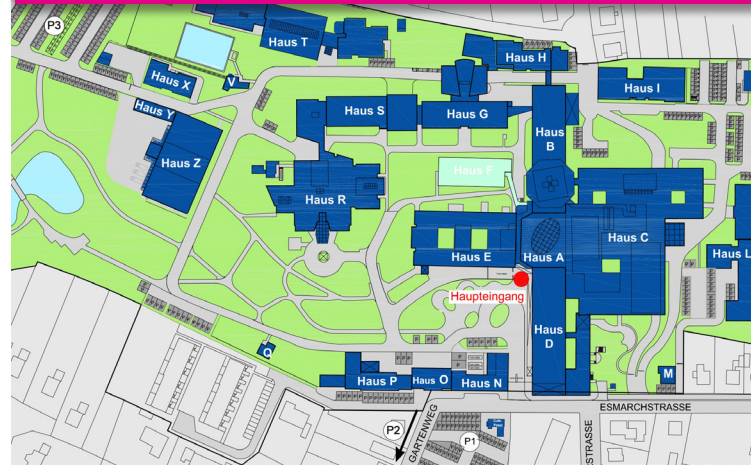 P3
Haus T
Haus H
Haus X
V
Haus I
Haus Y
Haus S
Haus G
Haus
B
Haus Z
Haus F
Haus R
Haus C
Haus E
Haus A
Haus L
Haupteingang
Haus
D
Q
Haus P
Haus O
Haus N
M
ESMARCHSTRASSE
P2
GARTENWEG
P1
STRASSE